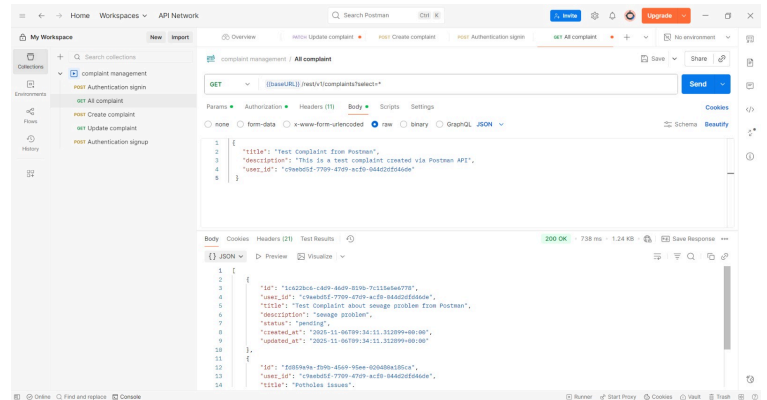 Home Workspaces API Network Search Postman Ctrl K Invite Upgrade
My Workspace New Import Overview PATCH Update complaint POST Create complaint POST Authentication signin GET All complaint No environment
Collections
Search collections
complaint management / All complaint Save Share
complaint management
Environments
POST Authentication signin
GET {{baseURL}} /rest/v1/complaints?select=* Send
GET All complaint
Flows
POST Create complaint
Params Authorization Headers (11) Body Scripts Settings Cookies
GET Update complaint
History
POST Authentication signup
none form-data x-www-form-urlencoded raw binary GraphQL JSON Schema Beautify
1 {
2 "title": "Test Complaint from Postman",
3 "description": "This is a test complaint created via Postman API",
4 "user_id": "c9aebd5f-7709-47d9-acf0-044d2dfd46de"
5 }
Body Cookies Headers (21) Test Results 200 OK 738 ms 1.24 KB Save Response
{} JSON Preview Visualize
1 [
2 {
3 "id": "1c622bc6-c4d9-46d9-819b-7c115e5e6778",
4 "user_id": "c9aebd5f-7709-47d9-acf0-044d2dfd46de",
5 "title": "Test Complaint about sewage problem from Postman",
6 "description": "sewage problem",
7 "status": "pending",
8 "created_at": "2025-11-06T09:34:11.312899+00:00",
9 "updated_at": "2025-11-06T09:34:11.312899+00:00"
10 },
11 {
12 "id": "fd859a9a-fb9b-4569-95ee-020480a185ca",
13 "user_id": "c9aebd5f-7709-47d9-acf0-044d2dfd46de",
14 "title": "Potholes issues",
Online Find and replace Console Runner Start Proxy Cookies Vault Trash